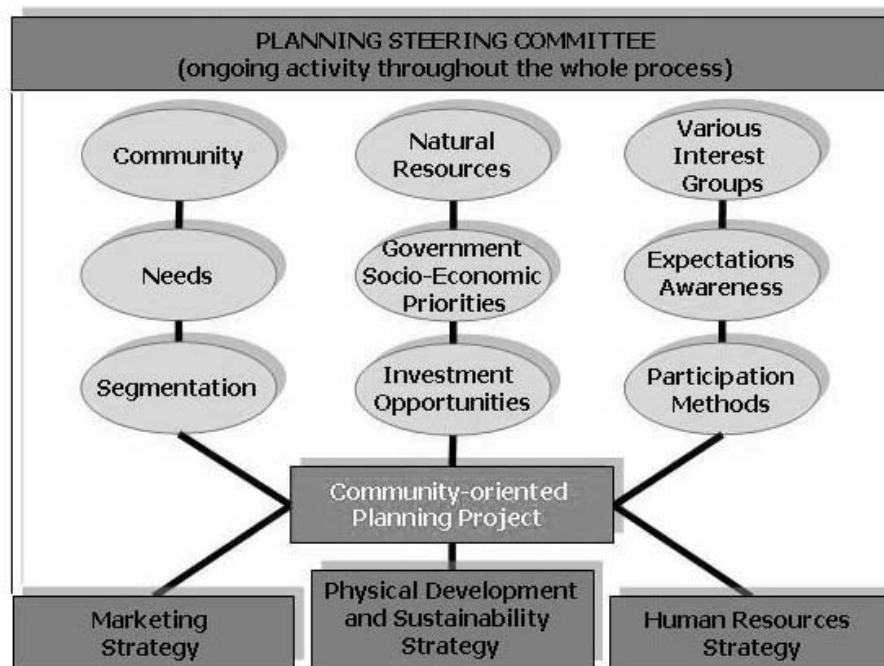 PLANNING STEERING COMMITTEE
(ongoing activity throughout the whole process)
Community
Natural
Resources
Various
Interest
Groups
Needs
Government
Socio-Economic
Priorities
Expectations
Awareness
Segmentation
Investment
Opportunities
Participation
Methods
Community-oriented
Planning Project
Marketing
Strategy
Physical Development
and Sustainability
Strategy
Human Resources
Strategy